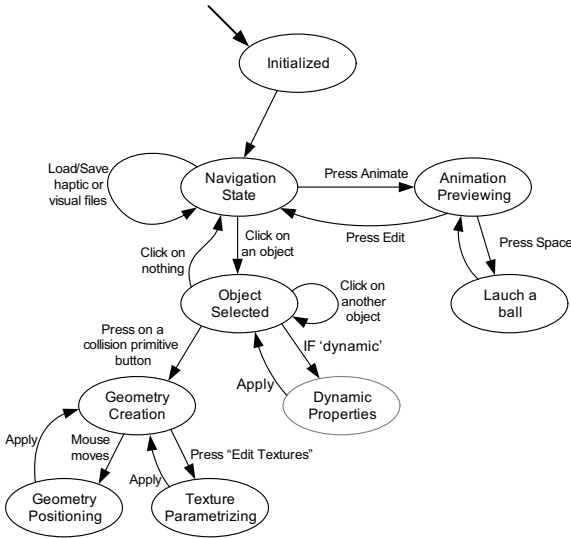 Initialized
Load/Save
haptic or
visual files
Navigation
State
Press Animate
Animation
Previewing
Press Edit
Press Space
Click on
nothing
Click on
an object
Lauch a
ball
Object
Selected
Click on
another
object
Press on a
collision primitive
button
IF ‘dynamic’
Apply
Dynamic
Properties
Geometry
Creation
Apply
Mouse
moves
Press “Edit Textures”
Apply
Geometry
Positioning
Texture
Parametrizing